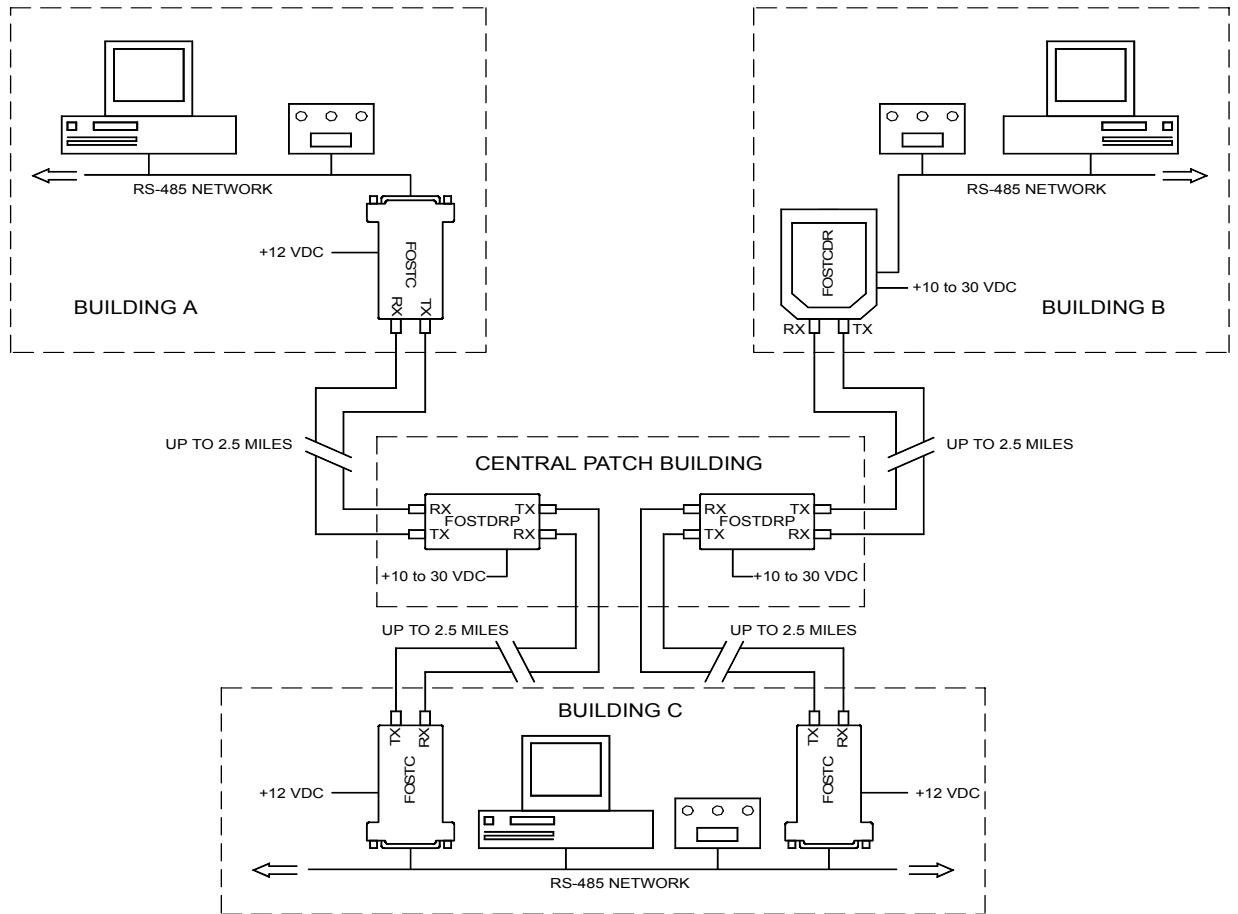 RS-485 NETWORK
+12 VDC
FOSTC
RX
TX
BUILDING A
RS-485 NETWORK
FOSTCDR
+10 to 30 VDC
BUILDING B
RX
TX
UP TO 2.5 MILES
UP TO 2.5 MILES
CENTRAL PATCH BUILDING
RX
TX
FOSTDRP
TX
RX
+10 to 30 VDC
RX
TX
FOSTDRP
TX
RX
+10 to 30 VDC
UP TO 2.5 MILES
UP TO 2.5 MILES
BUILDING C
TX
RX
FOSTC
+12 VDC
TX
RX
FOSTC
+12 VDC
RS-485 NETWORK